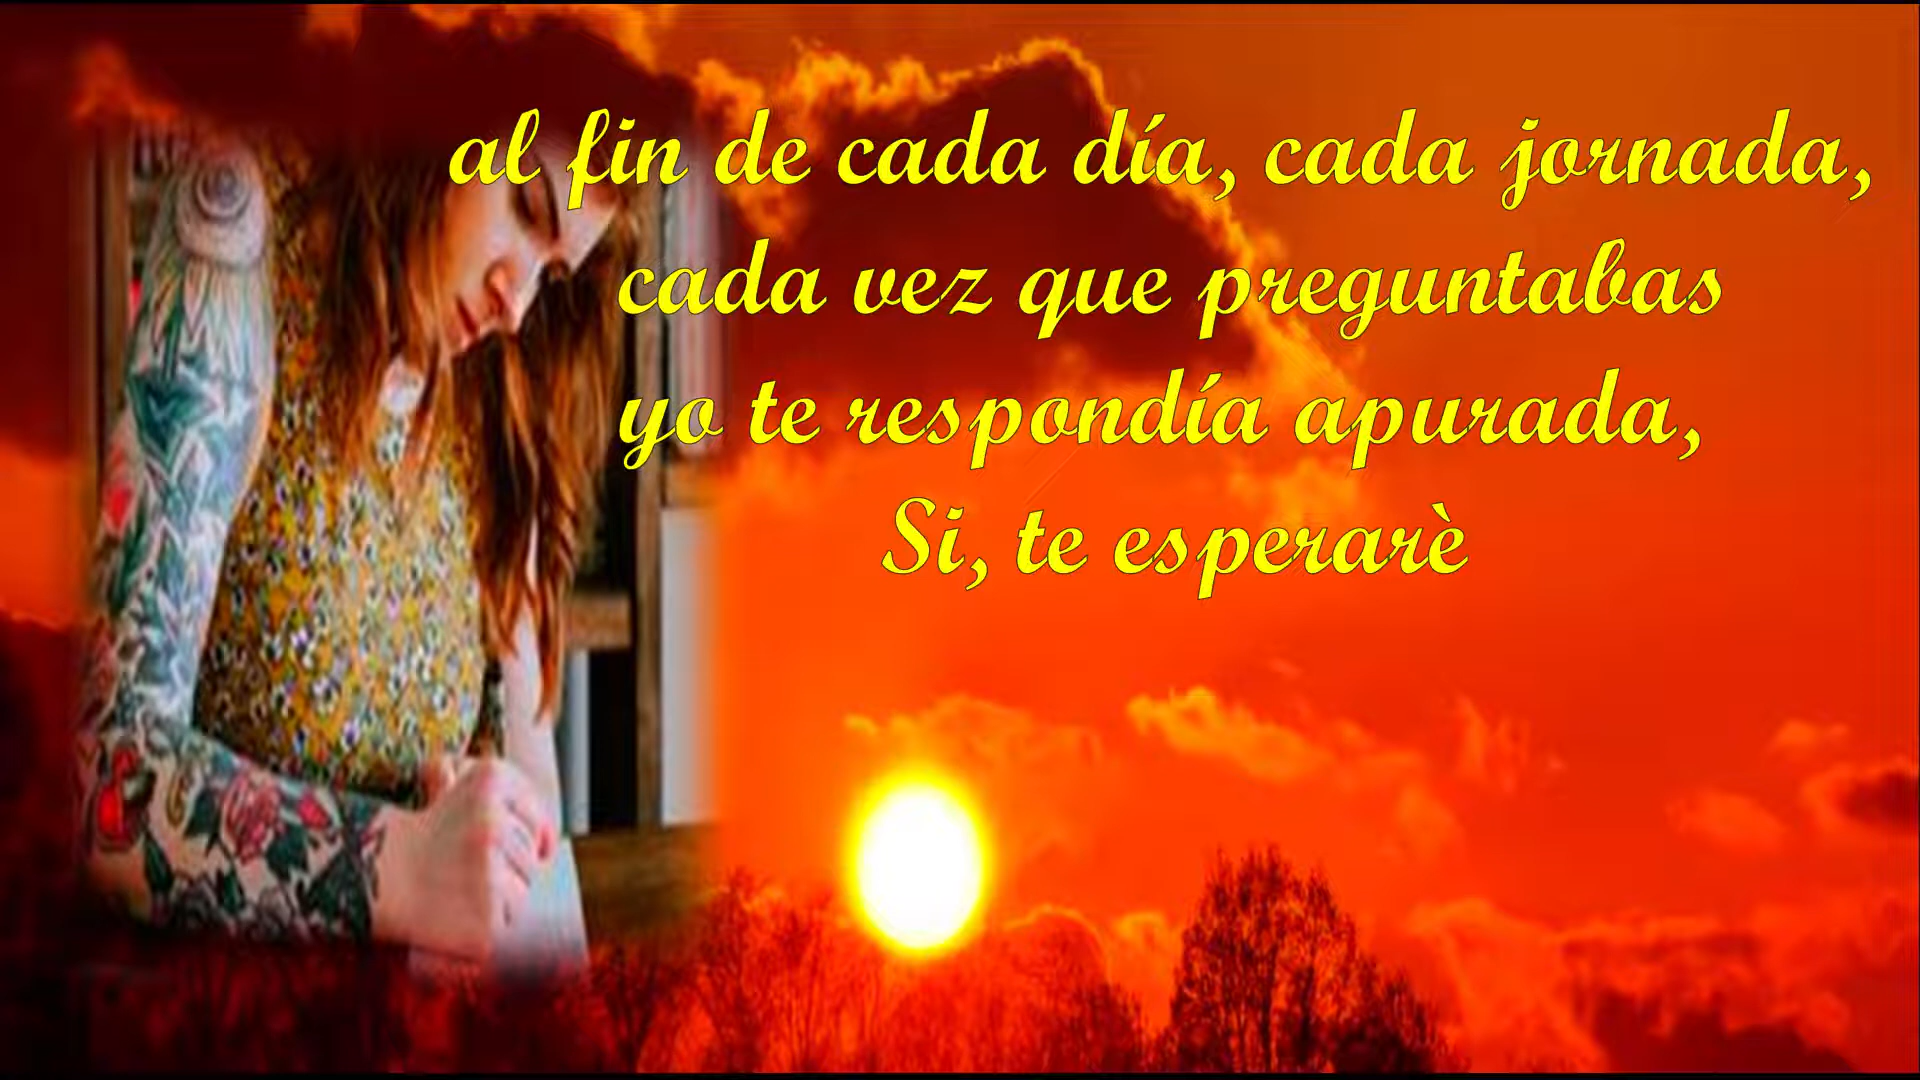 al fin de cada día, cada jornada,
cada vez que preguntabas
yo te respondía apurada,
Si, te esperarè